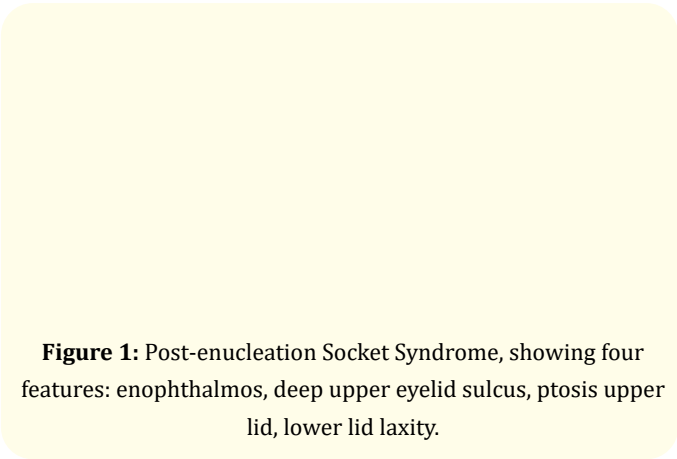 Figure 1: Post-enucleation Socket Syndrome, showing four
features: enophthalmos, deep upper eyelid sulcus, ptosis upper
lid, lower lid laxity.